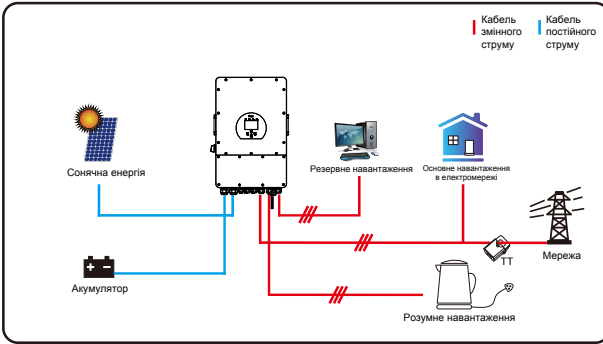 Кабель
змінного
струму
Кабель
постійного
струму
Сонячна енергія
Резервне навантаження
Основне навантаження
в електромережі
ТТ
Мережа
Акумулятор
Розумне навантаження